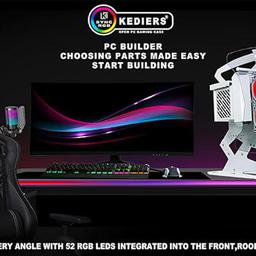 SYNC
RGB
KEDIERS®
OPEN PC GAMING CASE
PC BUILDER
CHOOSING PARTS MADE EASY
START BUILDING
ERY ANGLE WITH 52 RGB LEDS INTEGRATED INTO THE FRONT,ROO